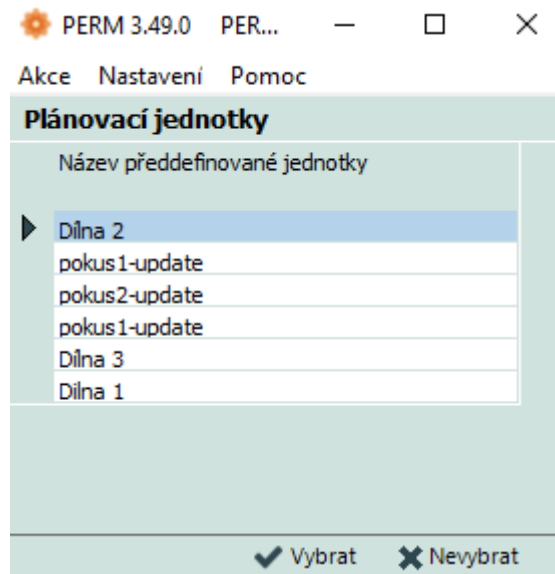 PERM 3.49.0 PER...
Akce Nastavení Pomoc
Plánovací jednotky
Název předdefinované jednotky
Dílna 2
pokus1-update
pokus2-update
pokus1-update
Dílna 3
Dilna 1
Vybrat Nevybrat